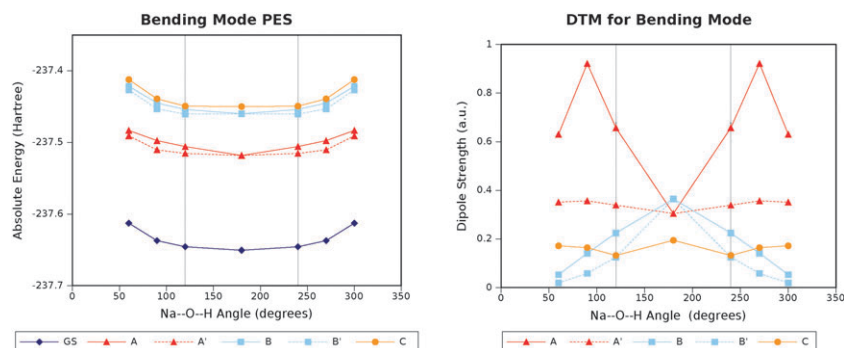 Bending Mode PES
Absolute Energy (Hartree)
-237.4
-237.5
-237.6
-237.7
0 50 100 150 200 250 300 350
Na--O--H Angle (degrees)
GS A A' B B' C
DTM for Bending Mode
Dipole Strength (a.u.)
1
0.8
0.6
0.4
0.2
0
0 50 100 150 200 250 300 350
Na--O--H Angle (degrees)
A A' B B' C